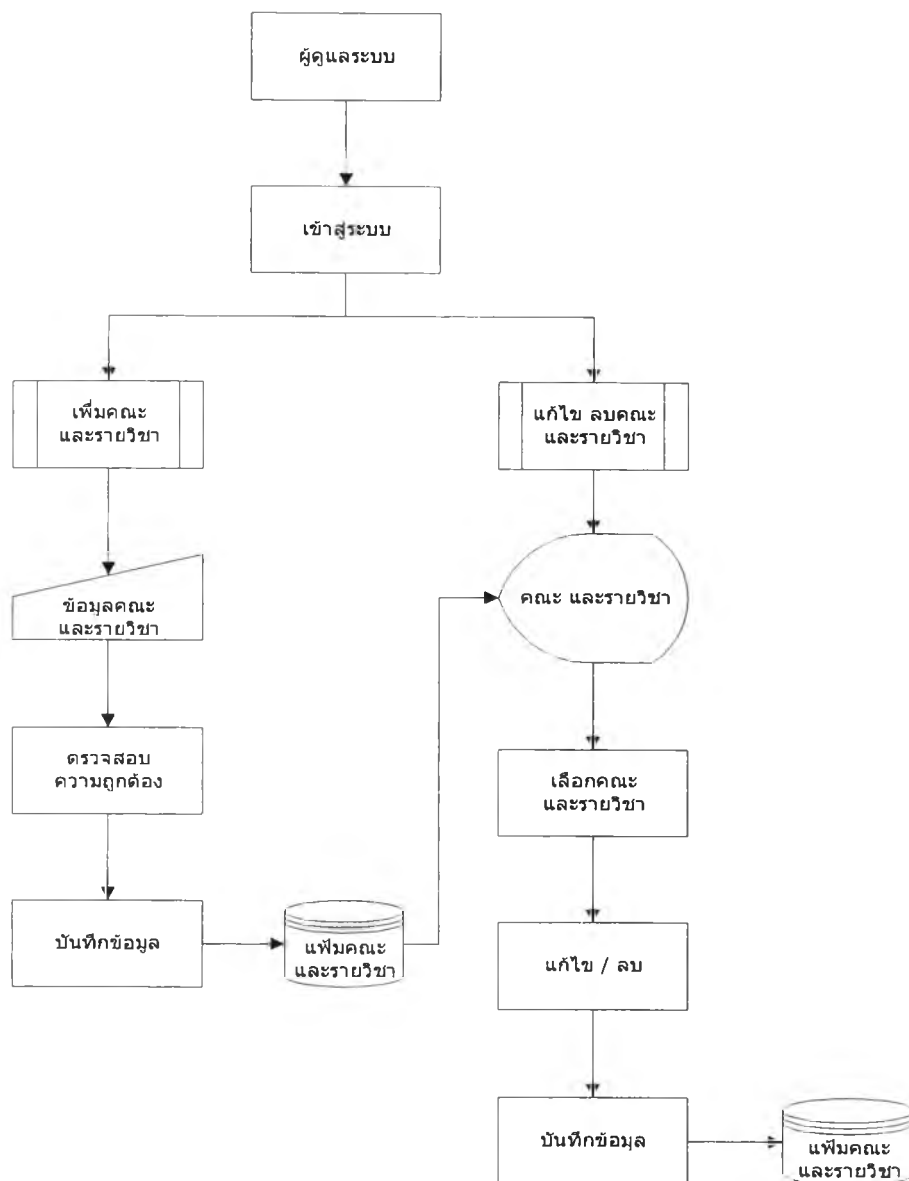 ผู้ดูแลระบบ
เข้าสู่ระบบ
เพิ่มคณะ
และรายวิชา
แก้ไข ลบคณะ
และรายวิชา
ข้อมูลคณะ
และรายวิชา
คณะ และรายวิชา
ตรวจสอบ
ความถูกต้อง
เลือกคณะ
และรายวิชา
บันทึกข้อมูล
แฟ้มคณะ
และรายวิชา
แก้ไข / ลบ
บันทึกข้อมูล
แฟ้มคณะ
และรายวิชา